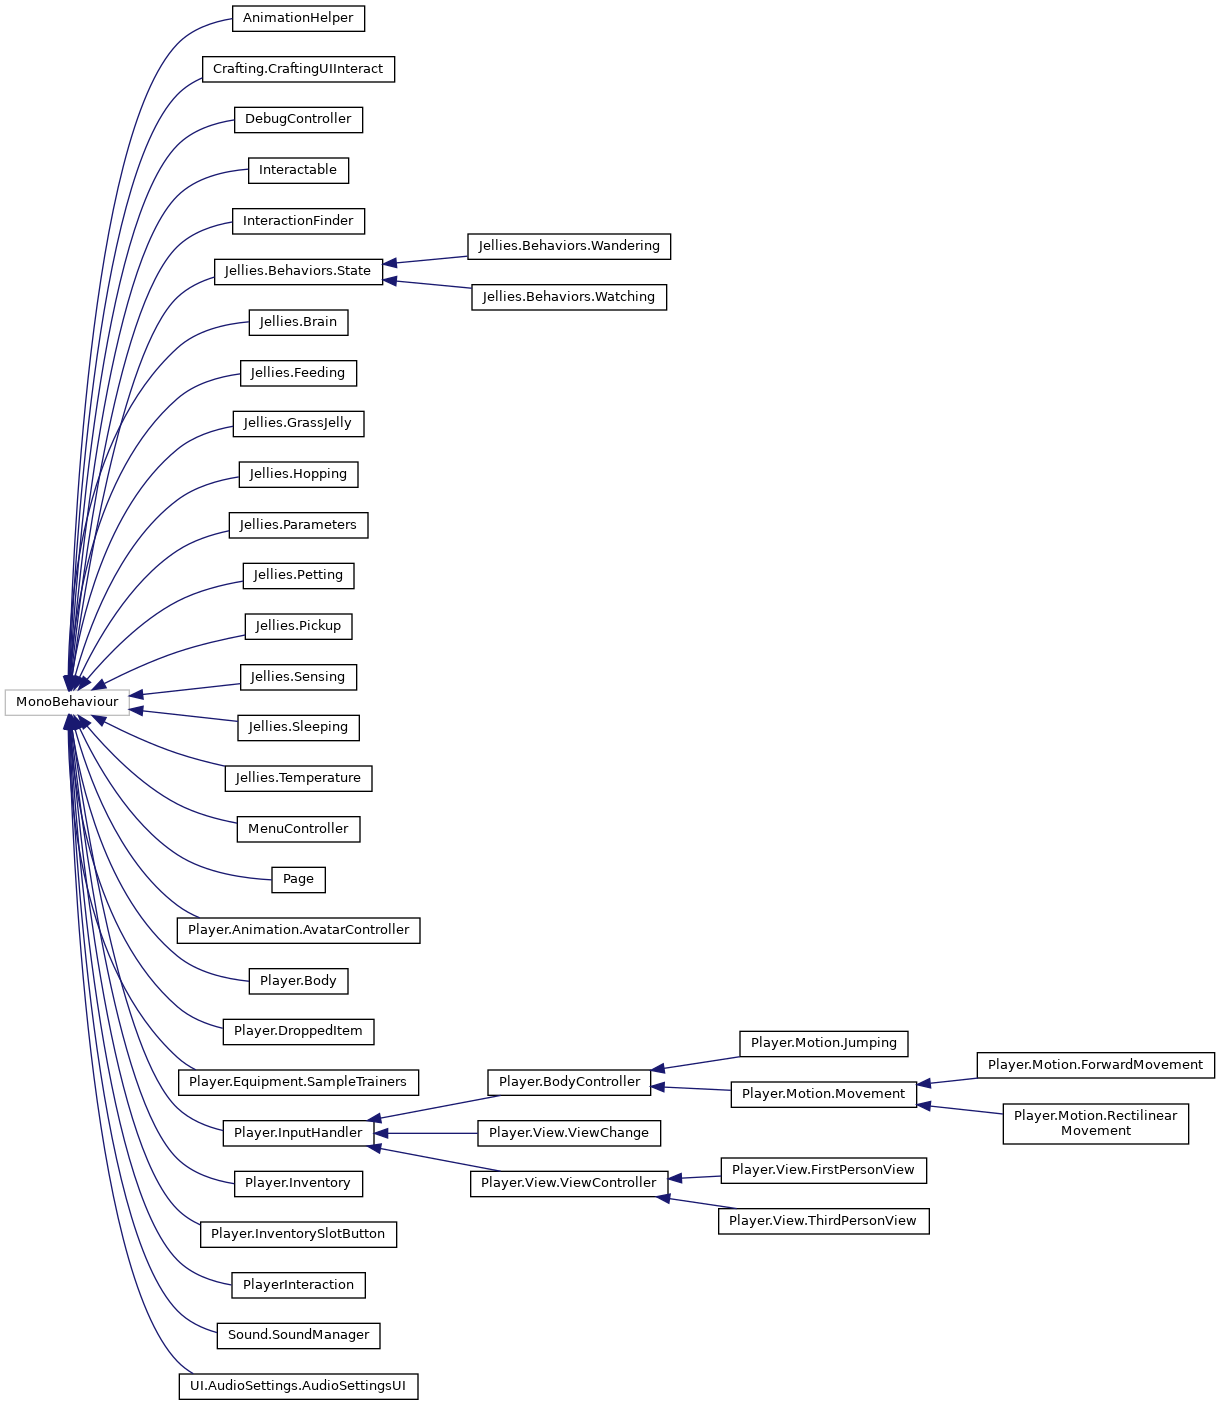 AnimationHelper
Crafting.CraftingUIInteract
DebugController
Interactable
InteractionFinder
Jellies.Behaviors.State
Jellies.Behaviors.Wandering
Jellies.Behaviors.Watching
Jellies.Brain
Jellies.Feeding
Jellies.GrassJelly
Jellies.Hopping
Jellies.Parameters
Jellies.Petting
Jellies.Pickup
Jellies.Sensing
MonoBehaviour
Jellies.Sleeping
Jellies.Temperature
MenuController
Page
Player.Animation.AvatarController
Player.Body
Player.DroppedItem
Player.Equipment.SampleTrainers
Player.InputHandler
Player.BodyController
Player.Motion.Jumping
Player.Motion.Movement
Player.Motion.ForwardMovement
Player.Motion.Rectilinear
Movement
Player.View.ViewChange
Player.View.ViewController
Player.View.FirstPersonView
Player.View.ThirdPersonView
Player.Inventory
Player.InventorySlotButton
PlayerInteraction
Sound.SoundManager
UI.AudioSettings.AudioSettingsUI